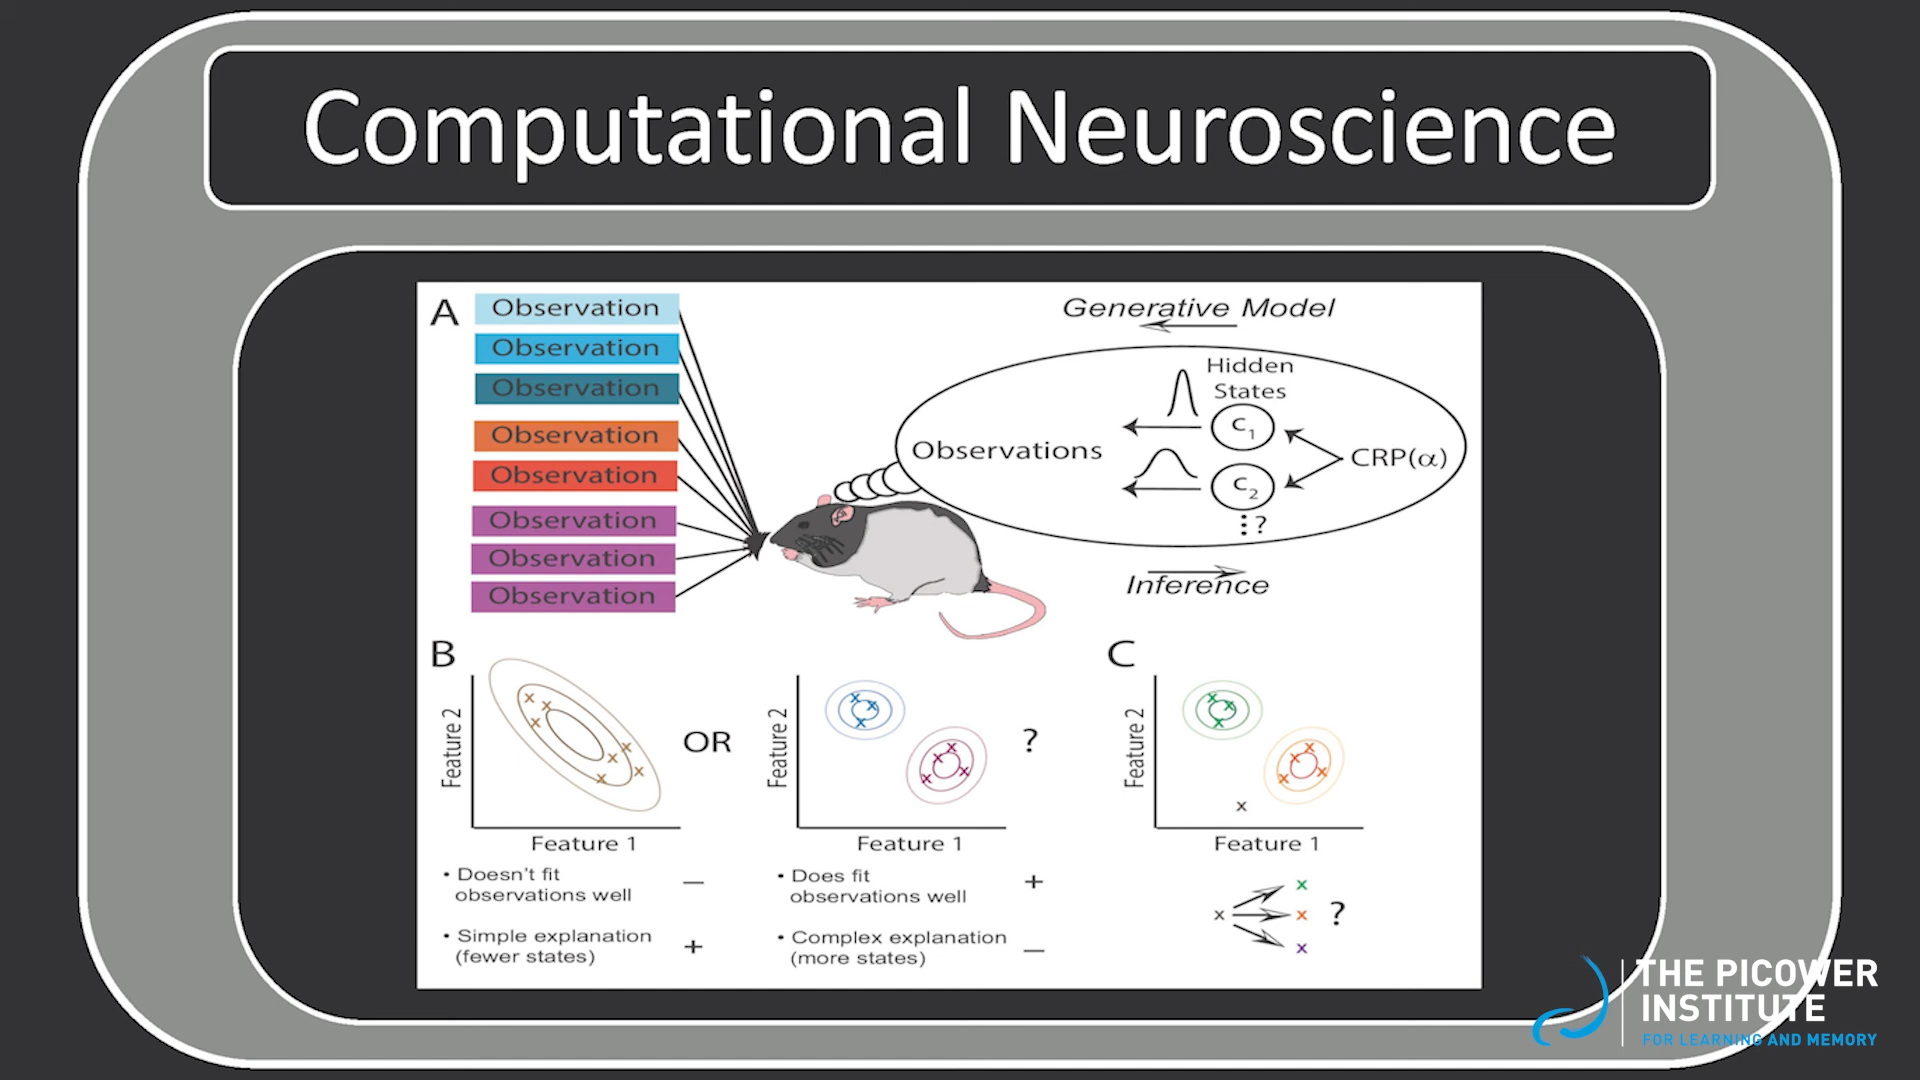 Computational Neuroscience
A
Observation
Observation
Observation
Observation
Observation
Observation
Observation
Observation
Generative Model
Hidden
States
c1
Observations
CRP(α)
c2
⋮?
Inference
B
Feature 2
Feature 1
OR
Feature 2
Feature 1
?
• Doesn't fit
observations well
–
• Simple explanation
(fewer states)
+
• Does fit
observations well
+
• Complex explanation
(more states)
–
C
Feature 2
x
Feature 1
x
x
x
x
?
THE PICOWER
INSTITUTE
FOR LEARNING AND MEMORY